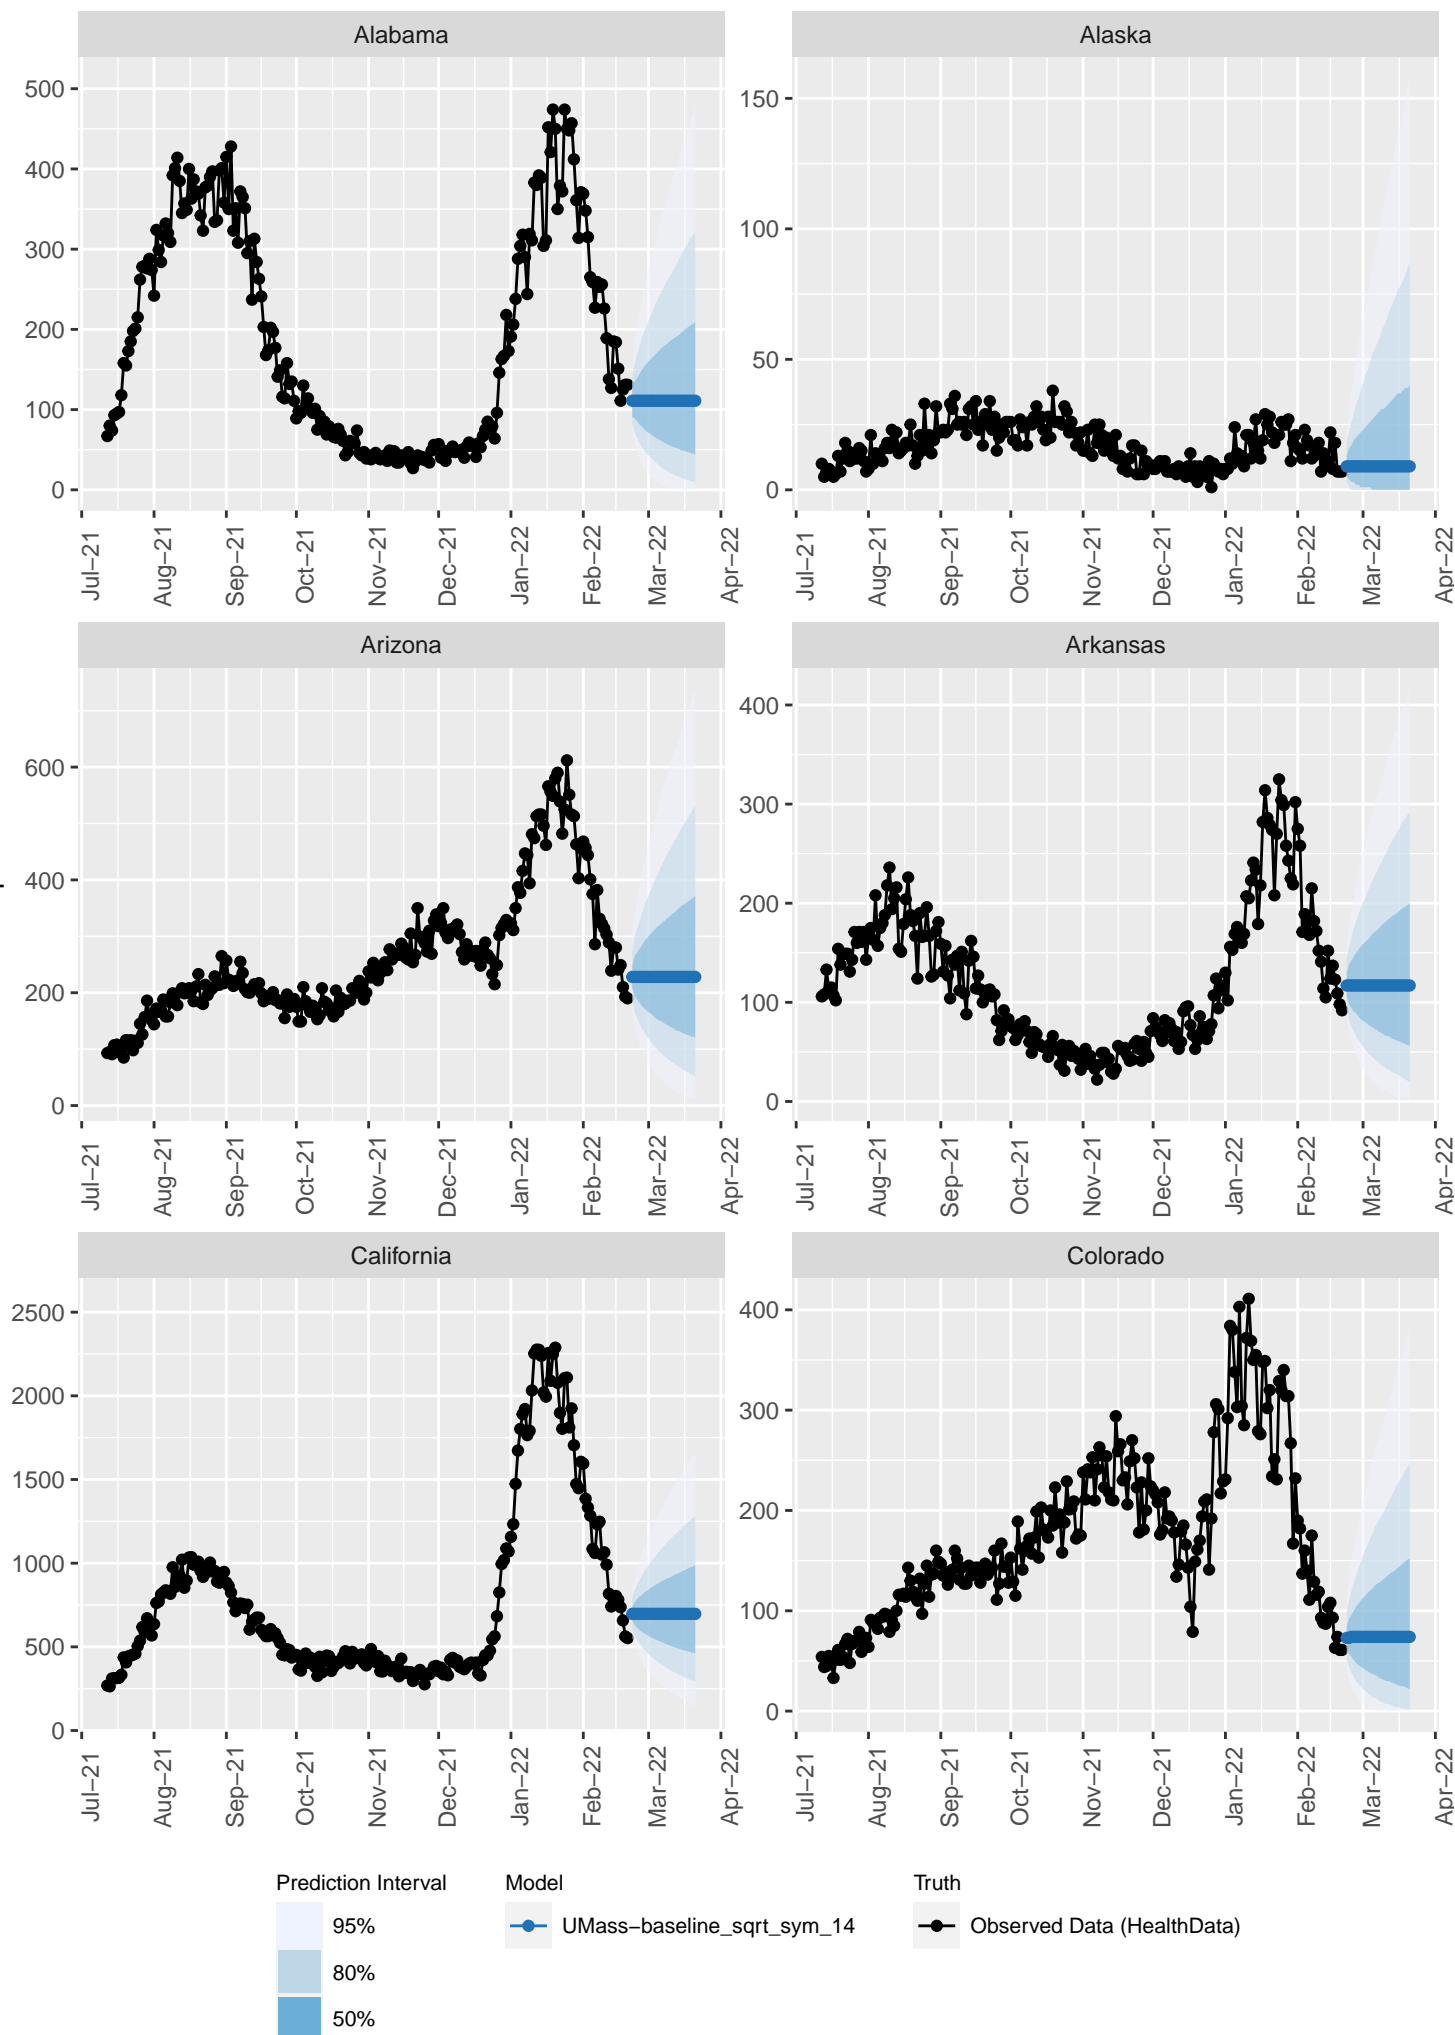 Alabama
Alaska
500
400
300
200
100
0
150
100
50
0
Jul−21
Aug−21
Sep−21
Oct−21
Nov−21
Dec−21
Jan−22
Feb−22
Mar−22
Apr−22
Jul−21
Aug−21
Sep−21
Oct−21
Nov−21
Dec−21
Jan−22
Feb−22
Mar−22
Apr−22
Arizona
Arkansas
600
400
200
0
400
300
200
100
0
Jul−21
Aug−21
Sep−21
Oct−21
Nov−21
Dec−21
Jan−22
Feb−22
Mar−22
Apr−22
Jul−21
Aug−21
Sep−21
Oct−21
Nov−21
Dec−21
Jan−22
Feb−22
Mar−22
Apr−22
California
Colorado
2500
2000
1500
1000
500
0
400
300
200
100
0
Jul−21
Aug−21
Sep−21
Oct−21
Nov−21
Dec−21
Jan−22
Feb−22
Mar−22
Apr−22
Jul−21
Aug−21
Sep−21
Oct−21
Nov−21
Dec−21
Jan−22
Feb−22
Mar−22
Apr−22
Prediction Interval
95%
80%
50%
Model
UMass−baseline_sqrt_sym_14
Truth
Observed Data (HealthData)